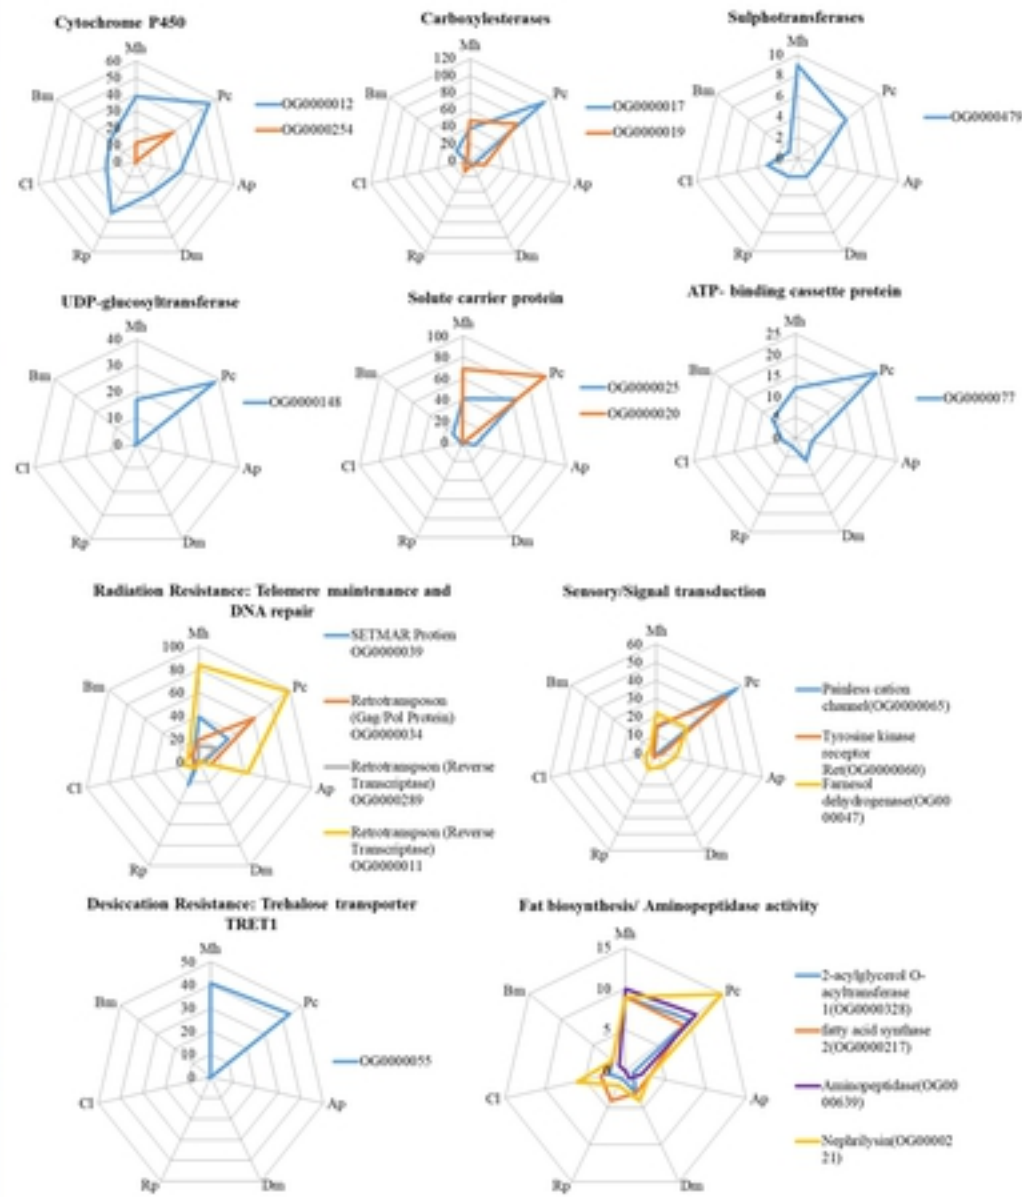 Cytochrome P450
Mh
60
50
40
30
20
10
0
Pc
Ap
Dm
Rp
Cl
Bm
OG0000012
OG0000254
Carboxylesterases
Mh
120
100
80
60
40
20
0
Pc
Ap
Dm
Rp
Cl
Bm
OG0000017
OG0000019
Sulphotransferases
Mh
10
8
6
4
2
0
Pc
Ap
Dm
Rp
Cl
Bm
OG0000479
UDP-glucosyltransferase
Mh
40
30
20
10
0
Pc
Ap
Dm
Rp
Cl
Bm
OG0000148
Solute carrier protein
Mh
100
80
60
40
20
0
Pc
Ap
Dm
Rp
Cl
Bm
OG0000025
OG0000020
ATP- binding cassette protein
Mh
25
20
15
10
5
0
Pc
Ap
Dm
Rp
Cl
Bm
OG0000077
Radiation Resistance: Telomere maintenance and
DNA repair
Mh
100
80
60
40
20
0
Pc
Ap
Dm
Rp
Cl
Bm
SETMAR Protien
OG0000039
Retrotransposon
(Gag/Pol Protein)
OG0000034
Retrotranspson (Reverse
Transcriptase)
OG0000289
Retrotranspson (Reverse
Transcriptase)
OG0000011
Sensory/Signal transduction
Mh
60
50
40
30
20
10
0
Pc
Ap
Dm
Rp
Cl
Bm
Painless cation
channel(OG0000065)
Tyrosine kinase
receptor
Ret(OG0000060)
Farnesol
dehydrogenase(OG00
00047)
Desiccation Resistance: Trehalose transporter
TRET1
Mh
50
40
30
20
10
0
Pc
Ap
Dm
Rp
Cl
Bm
OG0000055
Fat biosynthesis/ Aminopeptidase activity
Mh
15
10
5
0
Pc
Ap
Dm
Rp
Cl
Bm
2-acylglycerol O-
acyltransferase
1(OG0000328)
fatty acid synthase
2(OG0000217)
Aminopeptidase(OG00
00639)
Nephrilysin(OG00002
21)